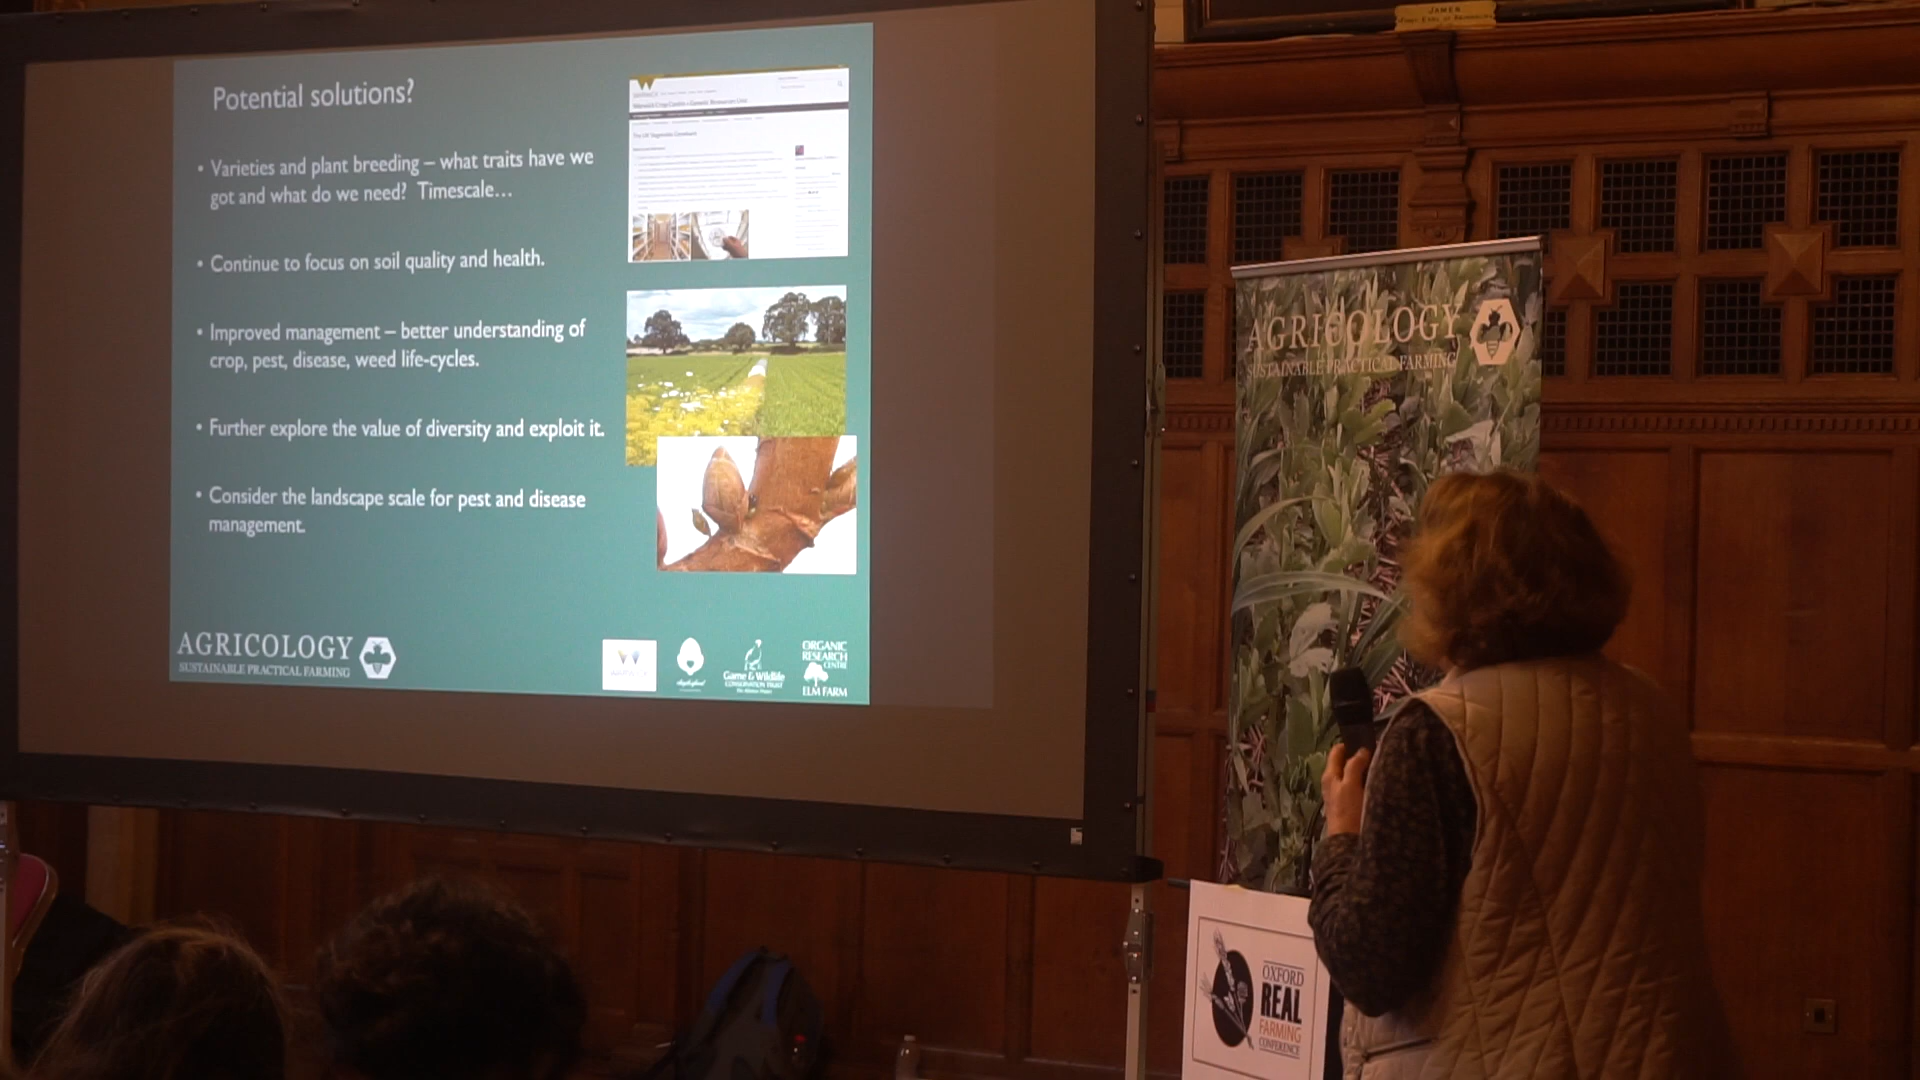 Potential solutions?
• Varieties and plant breeding – what traits have we
got and what do we need? Timescale...
• Continue to focus on soil quality and health.
• Improved management – better understanding of
crop, pest, disease, weed life-cycles.
• Further explore the value of diversity and exploit it.
• Consider the landscape scale for pest and disease
management.
AGRICOLOGY
SUSTAINABLE PRACTICAL FARMING
Game & Wildlife
CONSERVATION TRUST
ORGANIC
RESEARCH
CENTRE
ELM FARM
JAMES
AGRICOLOGY
SUSTAINABLE PRACTICAL FARMING
OXFORD
REAL
FARMING
CONFERENCE